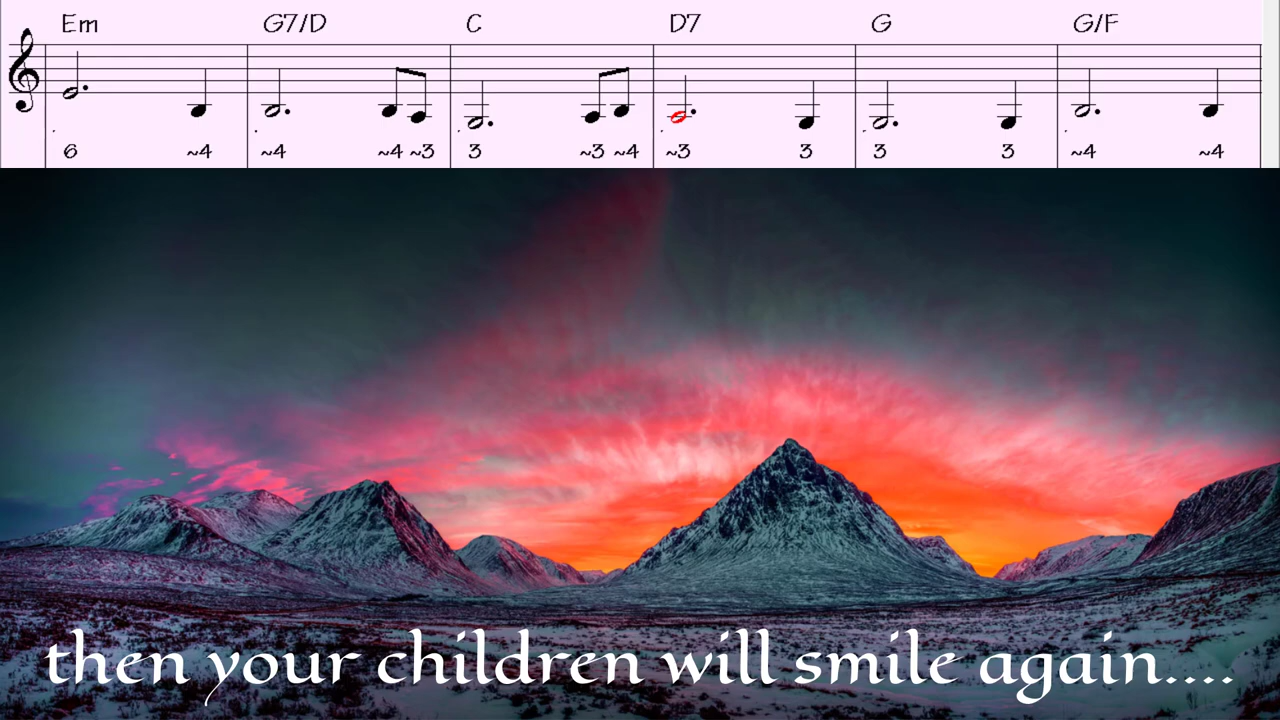 Em G7/D C D7 G G/F
6 ~4 ~4 ~4 ~3 3 ~3 ~4 ~3 3 3 3 ~4 ~4
then your children will smile again....